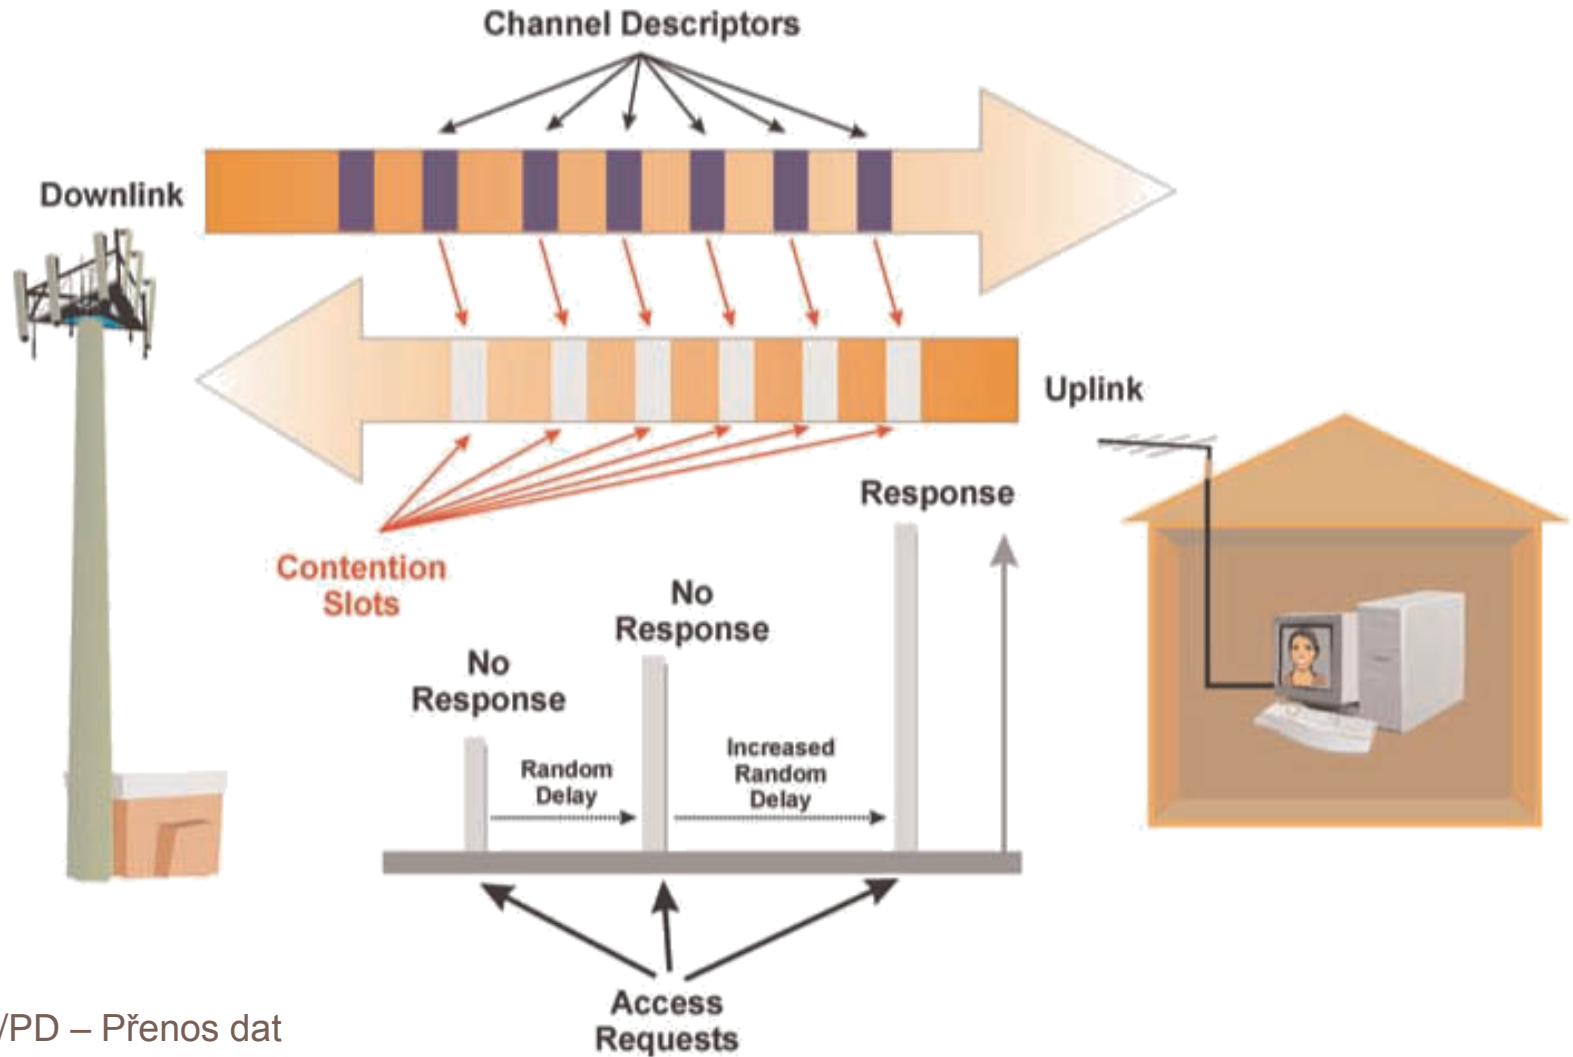 Channel Descriptors
Downlink
Uplink
Response
Contention
Slots
No
Response
No
Response
Random
Delay
Increased
Random
Delay
Access
Requests
/PD – Přenos dat